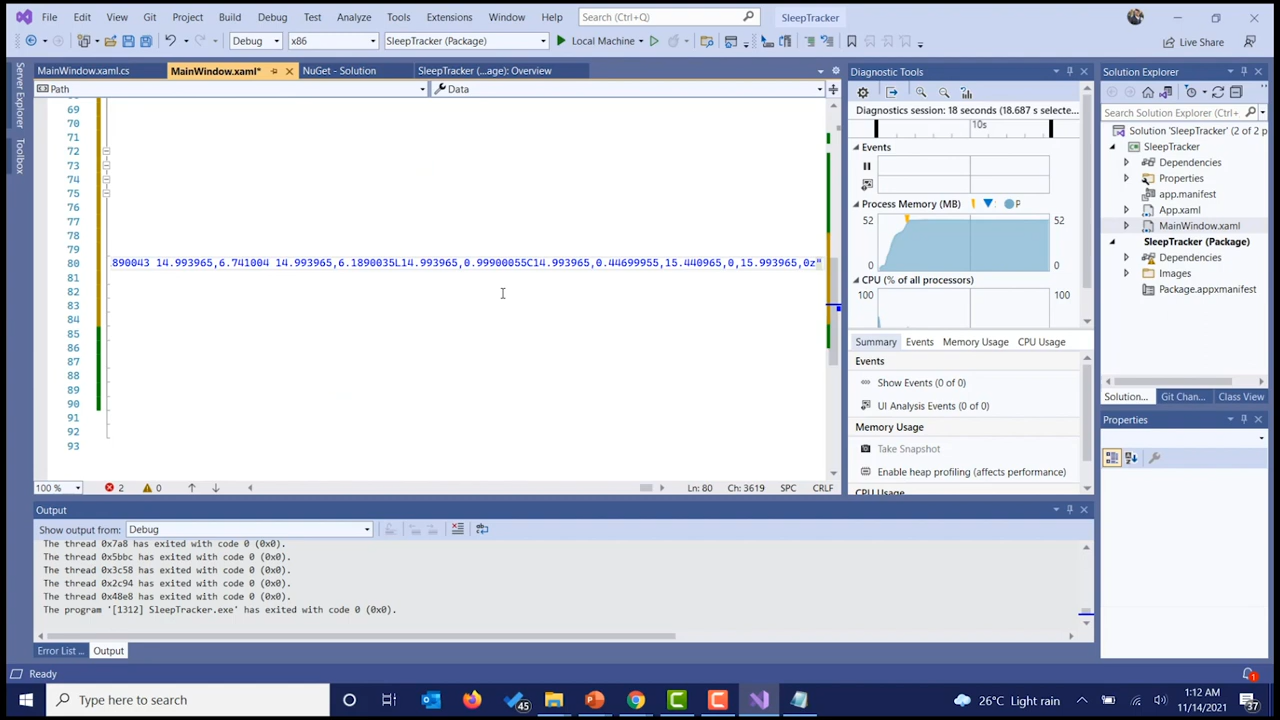 File Edit View Git Project Build Debug Test Analyze Tools Extensions Window Help Search (Ctrl+Q) SleepTracker
Debug x86 SleepTracker (Package) Local Machine Live Share
Server Explorer
Toolbox
MainWindow.xaml.cs MainWindow.xaml* NuGet - Solution SleepTracker (...age): Overview
Path Data
69
70
71
72
73
74
75
76
77
78
79
80 .890043 14.993965,6.741004 14.993965,6.1890035L14.993965,0.99900055C14.993965,0.44699955,15.440965,0,15.993965,0z"
81
82
83
84
85
86
87
88
89
90
91
92
93
100 % 2 0 Ln: 80 Ch: 3619 SPC CRLF
Diagnostic Tools
Diagnostics session: 18 seconds (18.687 s selecte...
10s
Events
Process Memory (MB) P
52 52
0 0
CPU (% of all processors)
100 100
Summary Events Memory Usage CPU Usage
Events
Show Events (0 of 0)
UI Analysis Events (0 of 0)
Memory Usage
Take Snapshot
Enable heap profiling (affects performance)
CPU Usage
Solution Explorer
Search Solution Explorer (Ctrl+
Solution 'SleepTracker' (2 of 2 p
SleepTracker
Dependencies
Properties
app.manifest
App.xaml
MainWindow.xaml
SleepTracker (Package)
Dependencies
Images
Package.appxmanifest
Solution... Git Chan... Class View
Properties
Output
Show output from: Debug
The thread 0x7a8 has exited with code 0 (0x0).
The thread 0x5bbc has exited with code 0 (0x0).
The thread 0x3c58 has exited with code 0 (0x0).
The thread 0x2c94 has exited with code 0 (0x0).
The thread 0x48e8 has exited with code 0 (0x0).
The program '[1312] SleepTracker.exe' has exited with code 0 (0x0).
Error List ... Output
Ready 1
Type here to search 45 26°C Light rain 1:12 AM
11/14/2021 37